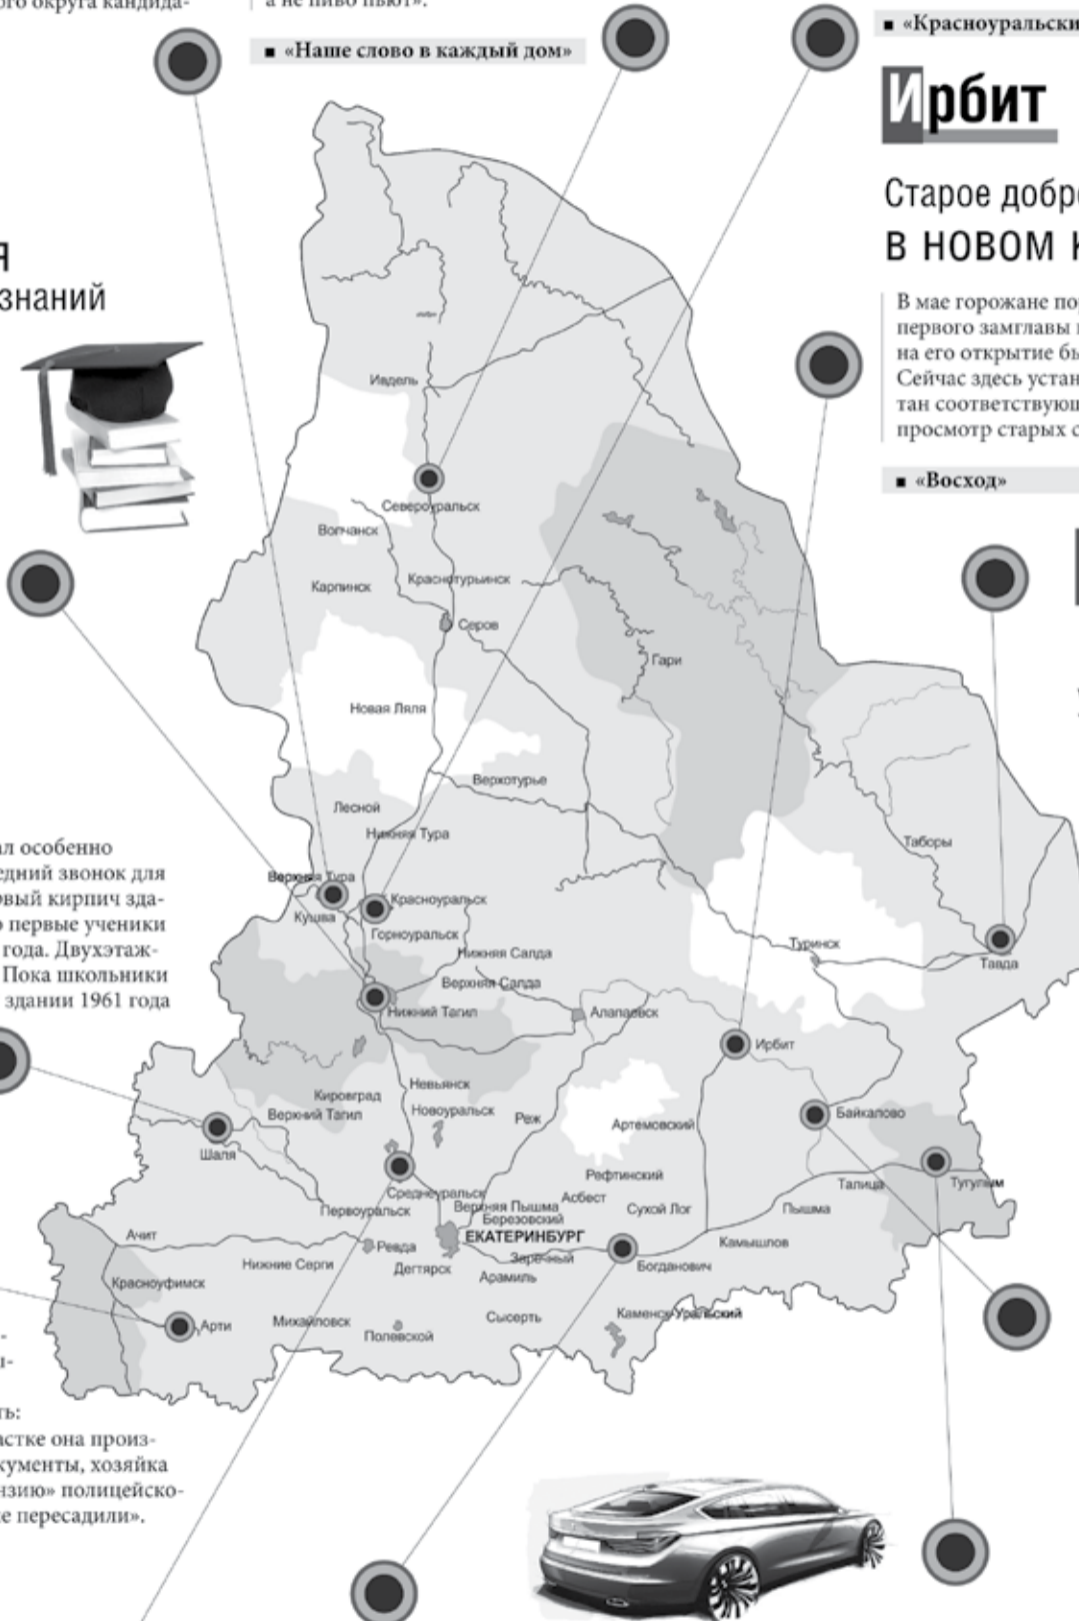 ого округа кандида-
а не пиво пьют».
■ «Наше слово в каждый дом»
■ «Красноуральски
Ирбит
Старое добр
в новом к
В мае горожане по
первого замглавы
на его открытие бы
Сейчас здесь устан
тан соответствующ
просмотр старых с
■ «Восход»
я
знаний
ал особенно
едний звонок для
рвый кирпич зда-
о первые ученики
года. Двухэтаж-
Пока школьники
здании 1961 года
ть:
астке она произ-
кументы, хозяйка
нзию» полицейско-
е пересадили».
Ивдель
Североуральск
Волчанск
Карпинск
Краснотурьинск
Серов
Гари
Новая Ляля
Верхотурье
Лесной
Нижняя Тура
Таборы
Верхняя Тура
Красноуральск
Кушва
Горноуральск
Туринск
Нижняя Салда
Тавда
Верхняя Салда
Нижний Тагил
Алапаевск
Ирбит
Невьянск
Кировград
Новоуральск
Верхний Тагил
Реж
Артемовский
Байкалово
Шаля
Рефтинский
Талица
Тугулым
Среднеуральск
Асбест
Верхняя Пышма
Первоуральск
Березовский
Сухой Лог
Пышма
Ачит
ЕКАТЕРИНБУРГ
Ревда
Камышлов
Заречный
Нижние Серги
Дегтярск
Богданович
Арамиль
Красноуфимск
Михайловск
Сысерть
Каменск-Уральский
Арти
Полевской